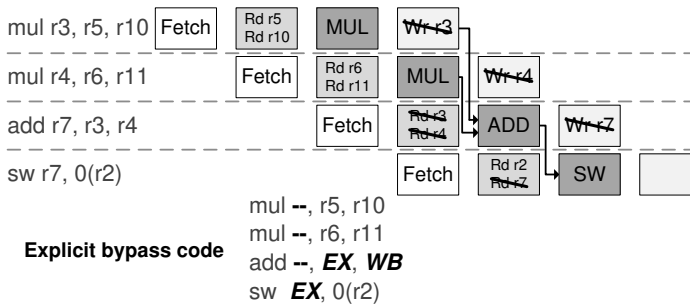 mul r3, r5, r10 Fetch Rd r5 MUL Wr r3
Rd r10
mul r4, r6, r11 Fetch Rd r6 MUL Wr r4
Rd r11
add r7, r3, r4 Fetch Rd r3 ADD Wr r7
Rd r4
sw r7, 0(r2) Fetch Rd r2 SW
Rd r7
mul --, r5, r10
mul --, r6, r11
Explicit bypass code
add --, EX, WB
sw EX, 0(r2)